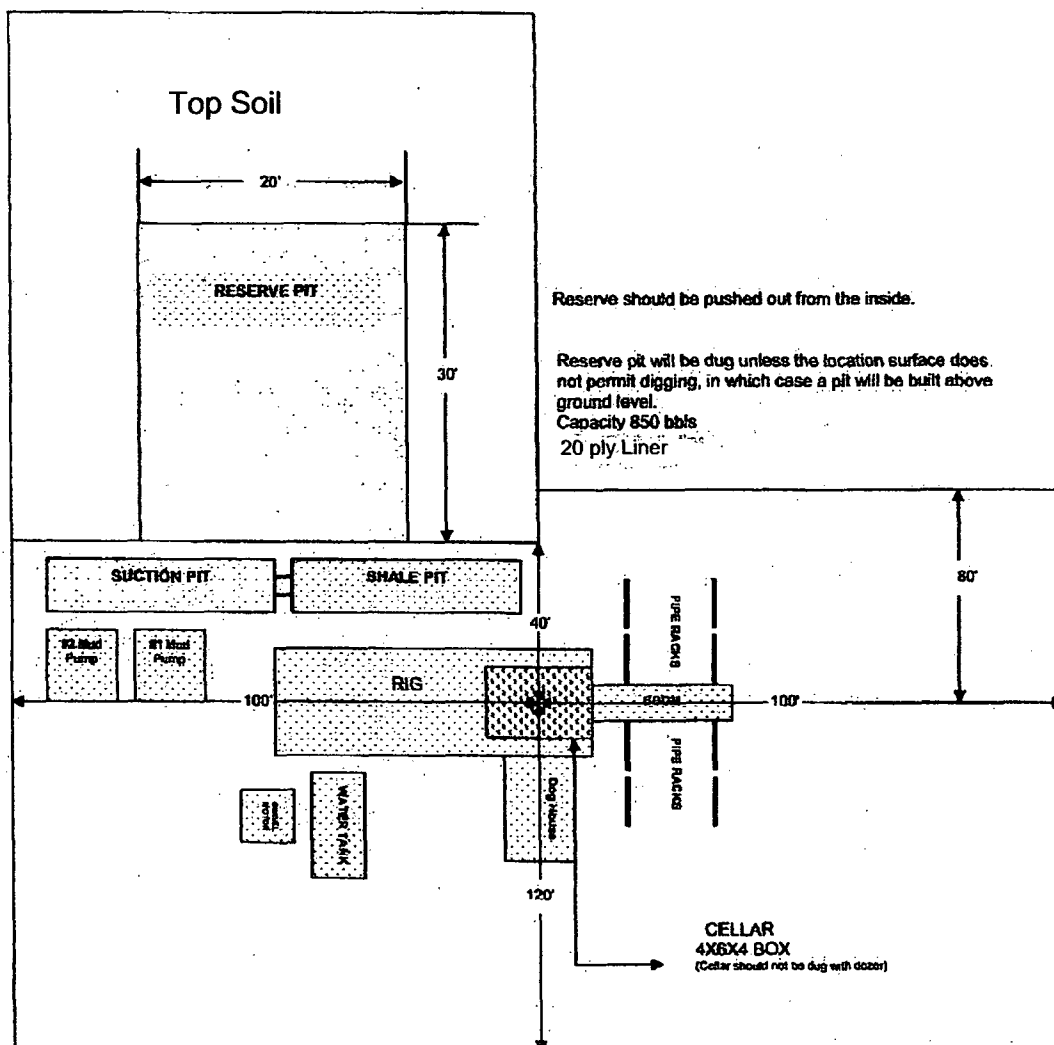 Top Soil
20'
RESERVE PIT
Reserve should be pushed out from the inside.
30'
Reserve pit will be dug unless the location surface does
not permit digging, in which case a pit will be built above
ground level.
Capacity 850 bbls
20 ply Liner
SUCTION PIT
SHALE PIT
80'
40'
PIPE RACKS
#2 Mud
Pump
#1 Mud
Pump
RIG
100'
100'
PIPE RACKS
WATER TANK
Dog House
120'
CELLAR
4X6X4 BOX
(Cellar should not be dug with dozer)